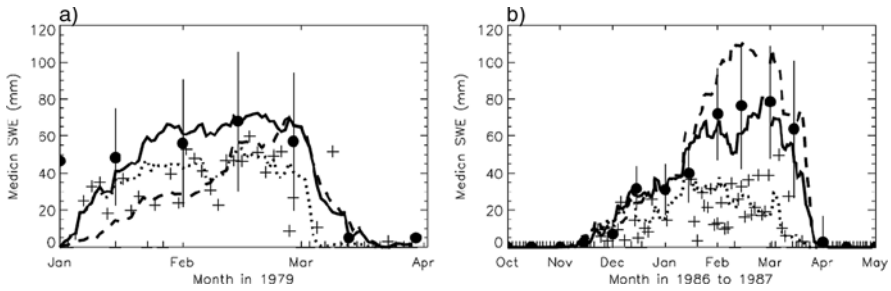 a)
120
100
80
60
40
20
0
Median SWE (mm)
Jan Feb Mar Apr
Month in 1979
b)
120
100
80
60
40
20
0
Median SWE (mm)
Oct Nov Dec Jan Feb Mar Apr May
Month in 1986 to 1987